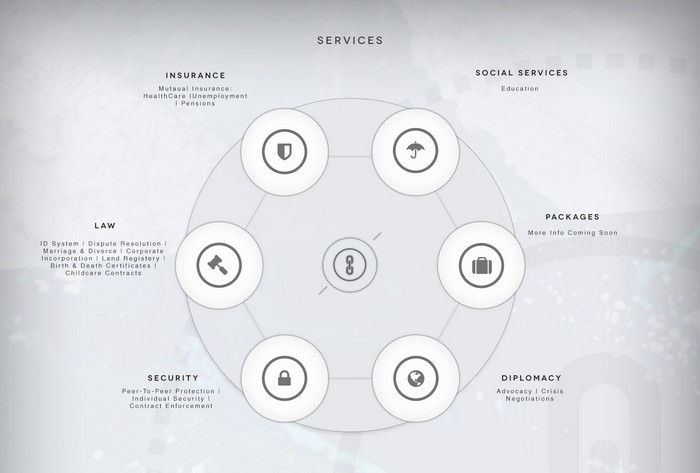 SERVICES
INSURANCE
Mutaual Insurance:
HealthCare |Unemployment
| Pensions
SOCIAL SERVICES
Education
LAW
ID System | Dispute Resolution |
Marriage & Divorce | Corporate
Incorporation | Land Registery |
Birth & Death Certificates |
Childcare Contracts
PACKAGES
More Info Coming Soon
SECURITY
Peer-To-Peer Protection |
Individual Security |
Contract Enforcement
DIPLOMACY
Advocacy | Crisis
Negotiations